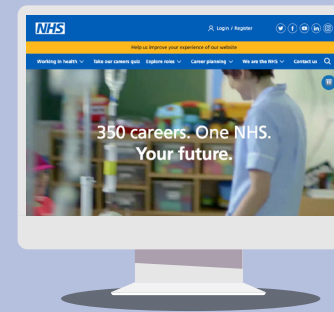 NHS
Login / Register
Help us improve your experience of our website
Working in health
Take our careers quiz
Explore roles
Career planning
We are the NHS
Contact us
350 careers. One NHS.
Your future.